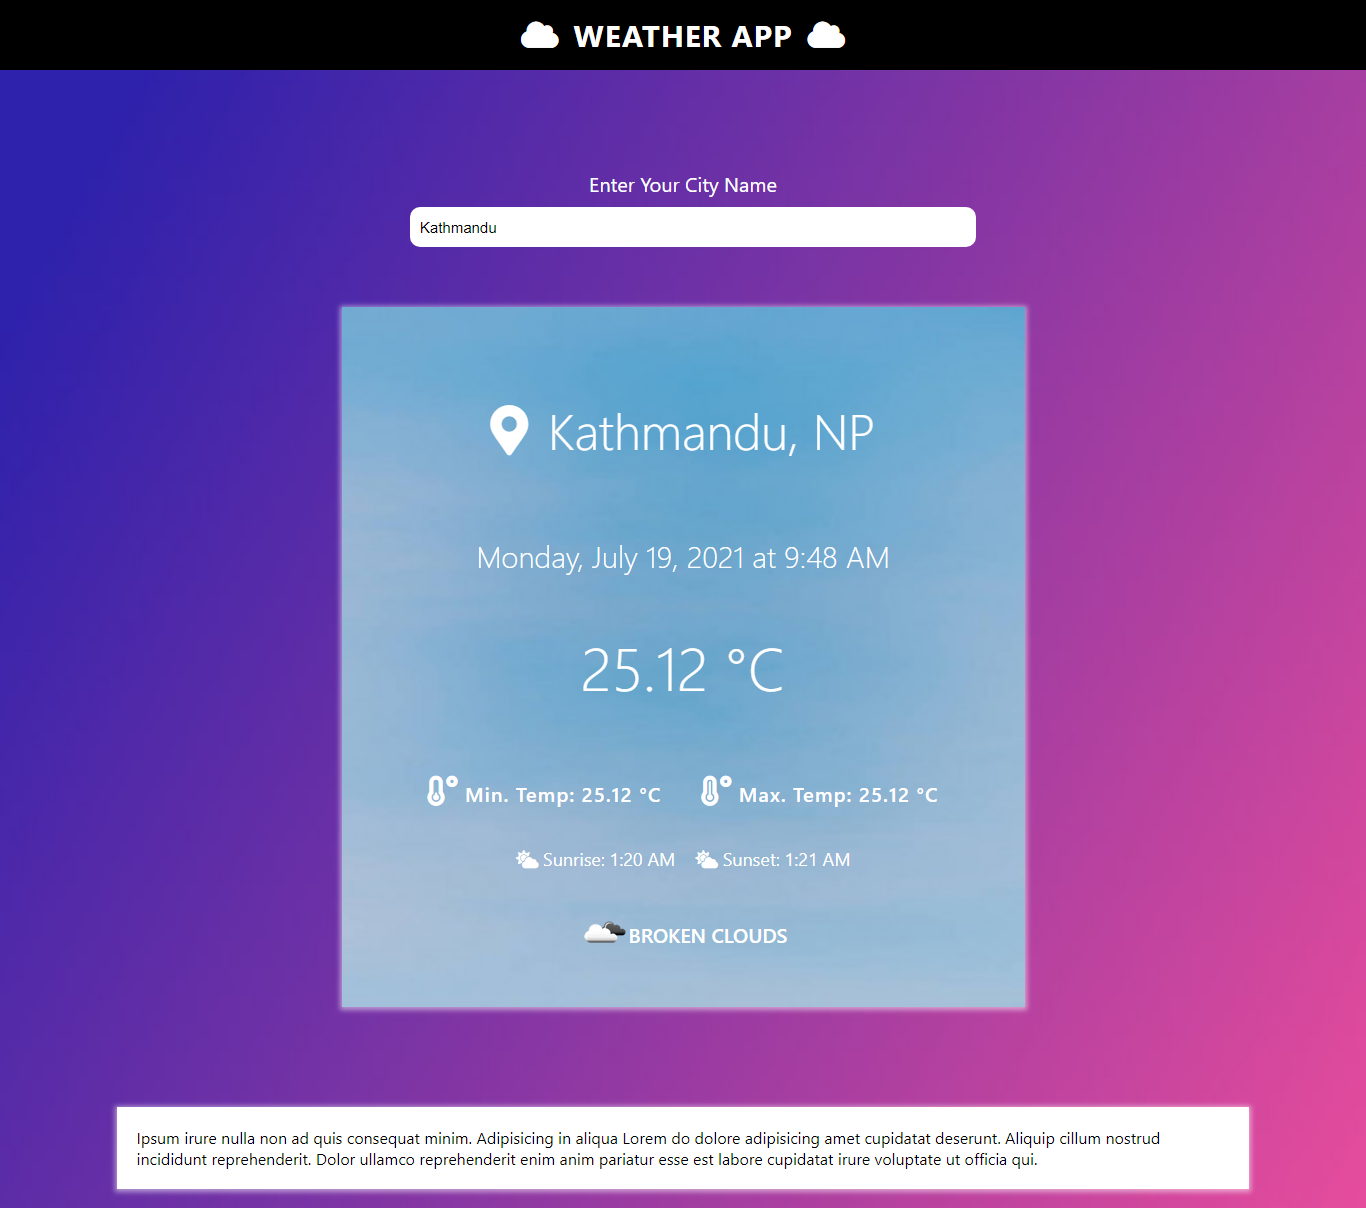 WEATHER APP
Enter Your City Name
Kathmandu
Kathmandu, NP
Monday, July 19, 2021 at 9:48 AM
25.12 °C
Min. Temp: 25.12 °C Max. Temp: 25.12 °C
Sunrise: 1:20 AM Sunset: 1:21 AM
BROKEN CLOUDS
Ipsum irure nulla non ad quis consequat minim. Adipisicing in aliqua Lorem do dolore adipisicing amet cupidatat deserunt. Aliquip cillum nostrud
incididunt reprehenderit. Dolor ullamco reprehenderit enim anim pariatur esse est labore cupidatat irure voluptate ut officia qui.